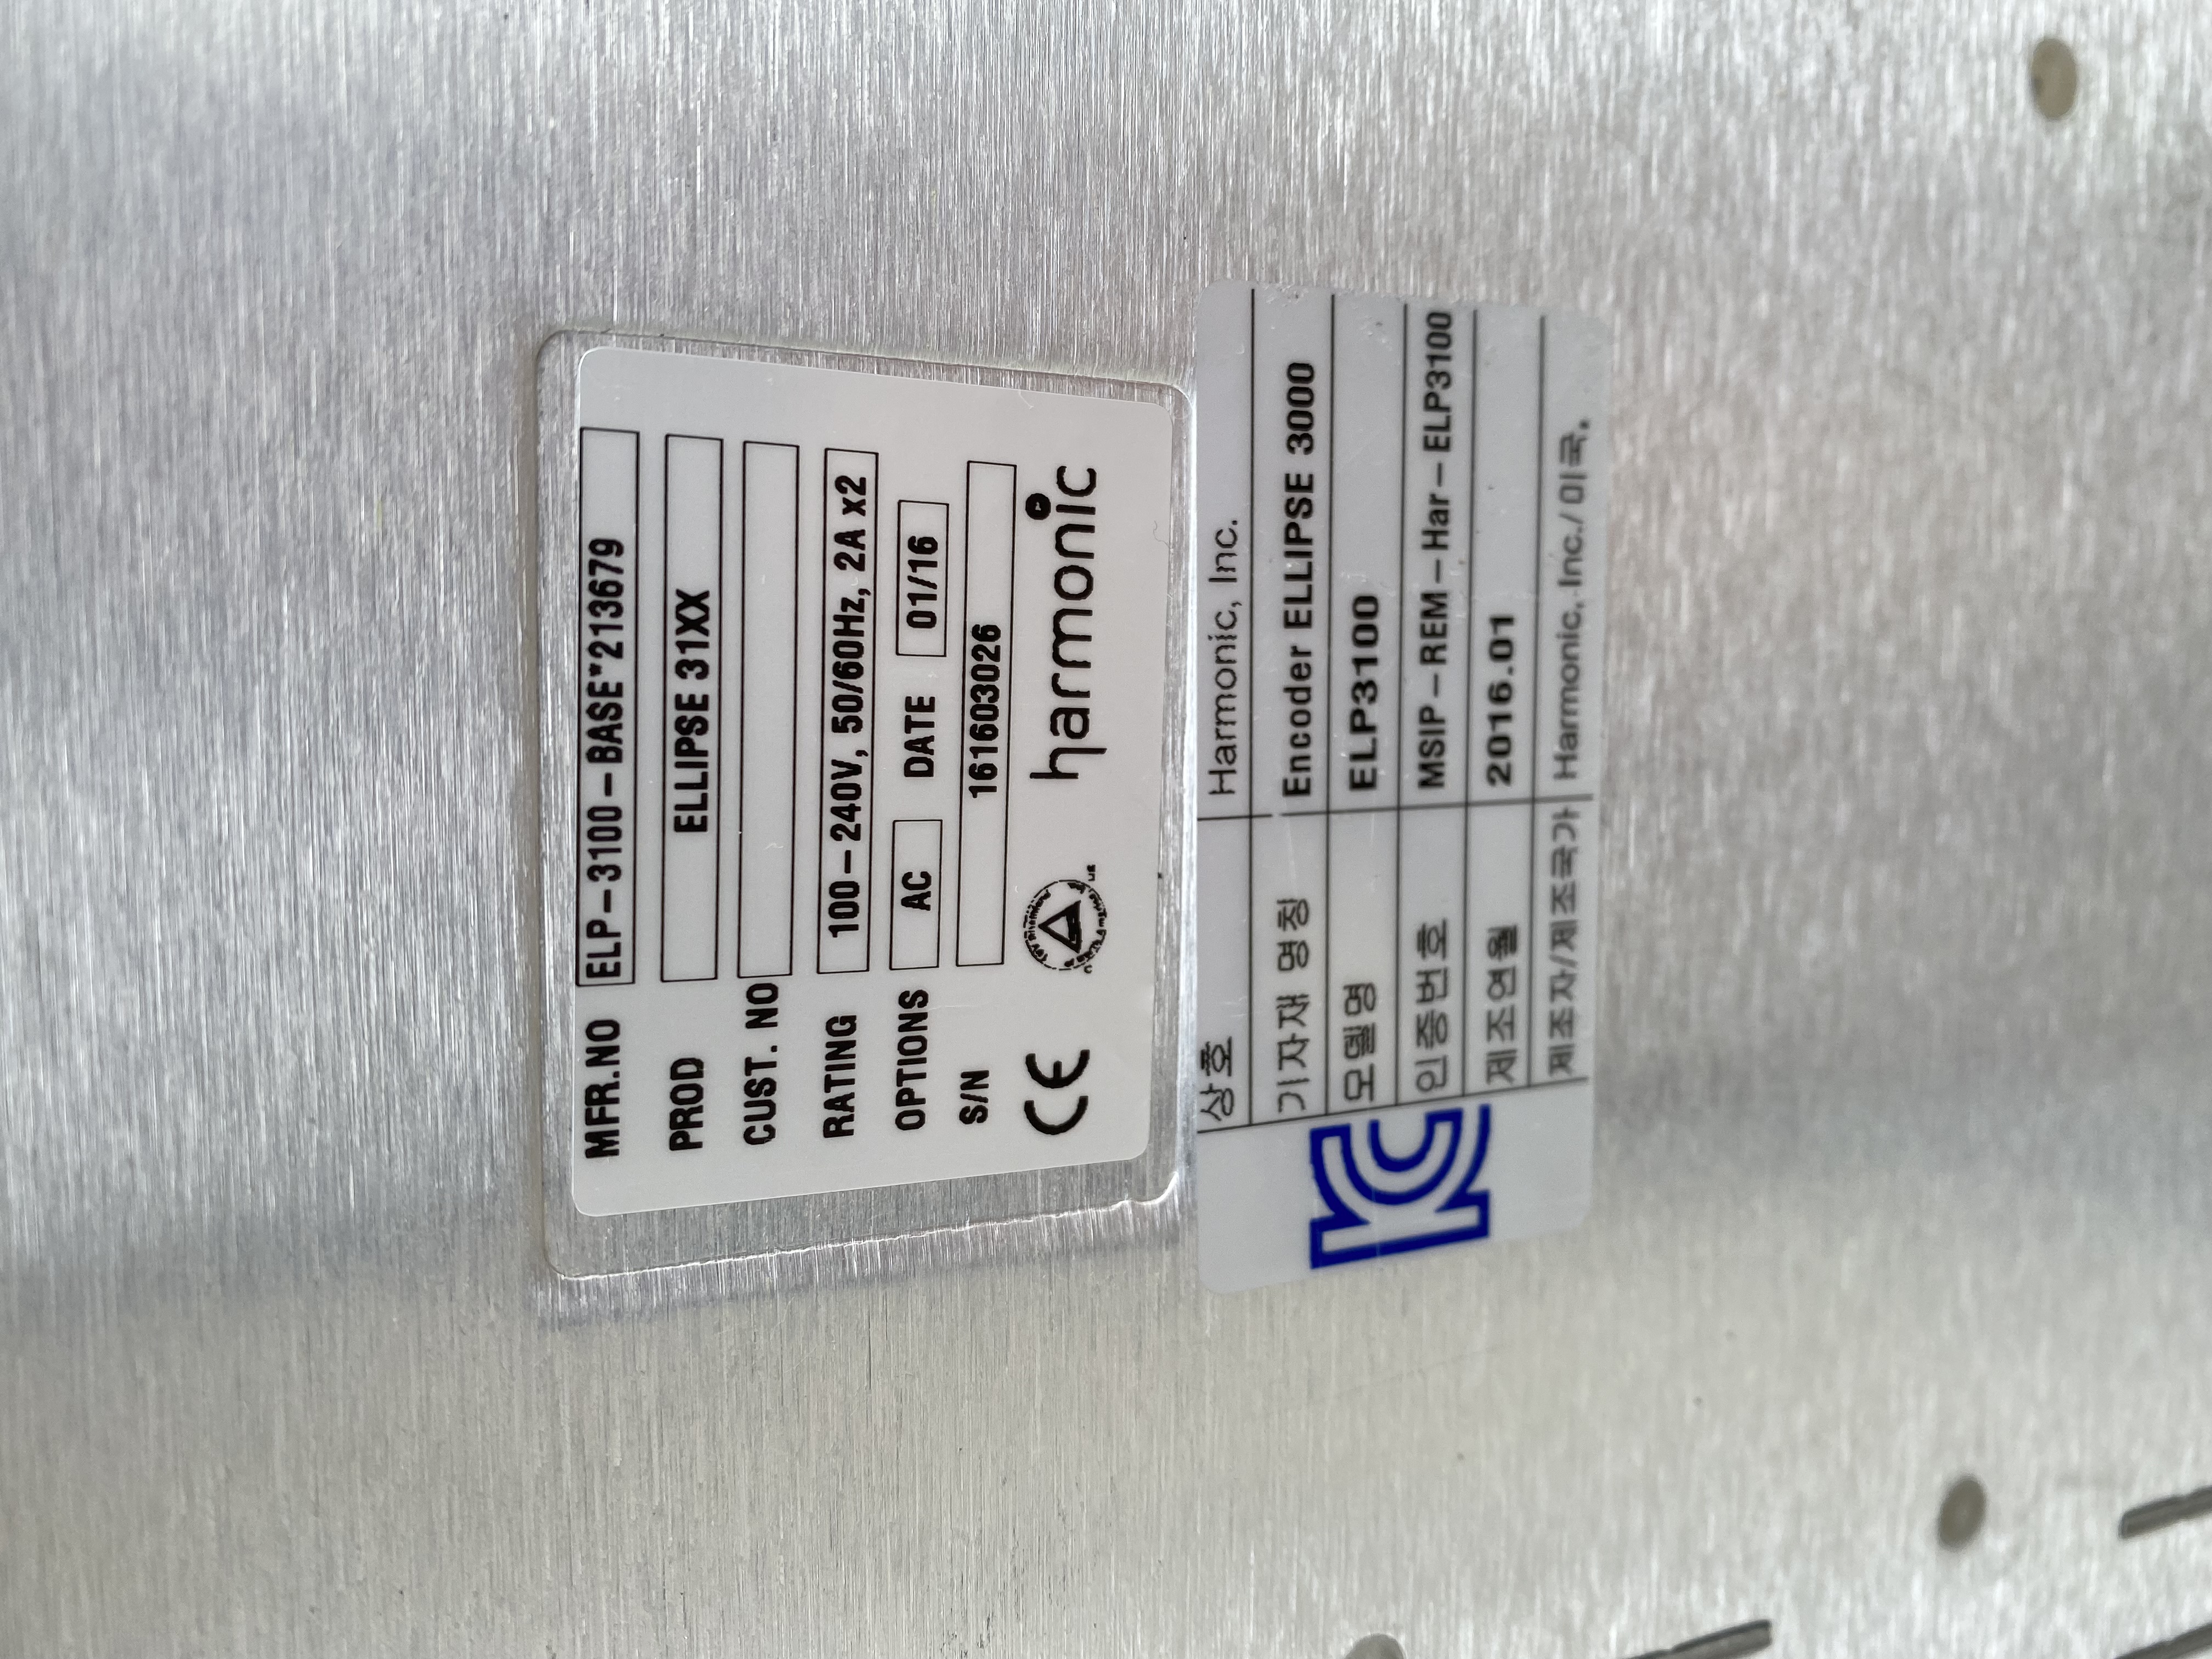 MFR.NO ELP-3100-BASE*213679
PROD ELLIPSE 31XX
CUST. NO
RATING 100-240V, 50/60Hz, 2A x2
OPTIONS AC DATE 01/16
S/N 1616030​26
CE harmonic
상호 Harmonic, Inc.
기자재 명칭 Encoder ELLIPSE 3000
모델명 ELP3100
인증번호 MSIP-REM-Har-ELP3100
제조연월 2016.01
제조자/제조국가 Harmonic, Inc./미국.